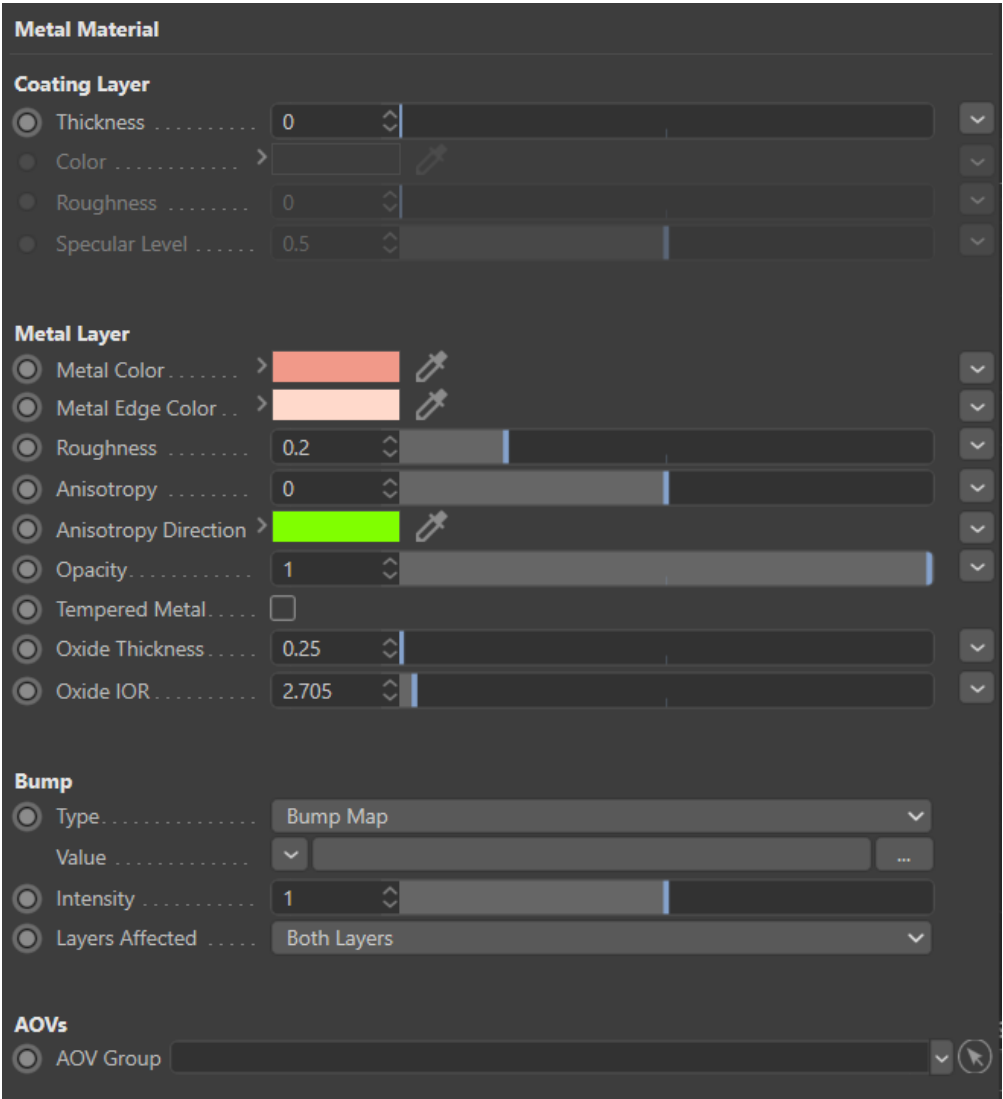 Metal Material
Coating Layer
Thickness .......... 0
Color ............
Roughness ........ 0
Specular Level ...... 0.5
Metal Layer
Metal Color .......
Metal Edge Color ..
Roughness ........ 0.2
Anisotropy ........ 0
Anisotropy Direction
Opacity ............ 1
Tempered Metal .....
Oxide Thickness ..... 0.25
Oxide IOR .......... 2.705
Bump
Type ............... Bump Map
Value ............. ...
Intensity ........... 1
Layers Affected ..... Both Layers
AOVs
AOV Group